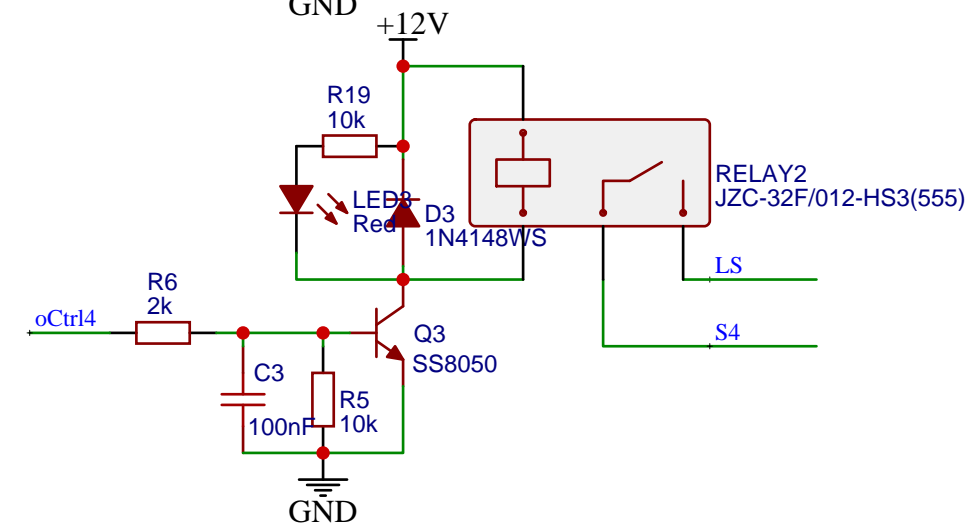 GND
+12V
R19
10k
LED3
Red
D3
1N4148WS
RELAY2
JZC-32F/012-HS3(555)
LS
S4
oCtrl4
R6
2k
Q3
SS8050
C3
100nF
R5
10k
GND